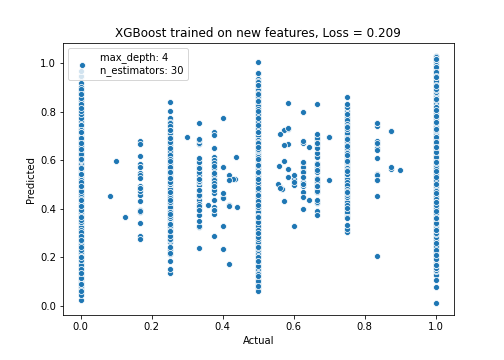 XGBoost trained on new features, Loss = 0.209
max_depth: 4
n_estimators: 30
1.0
0.8
0.6
0.4
0.2
0.0
Predicted
0.0 0.2 0.4 0.6 0.8 1.0
Actual